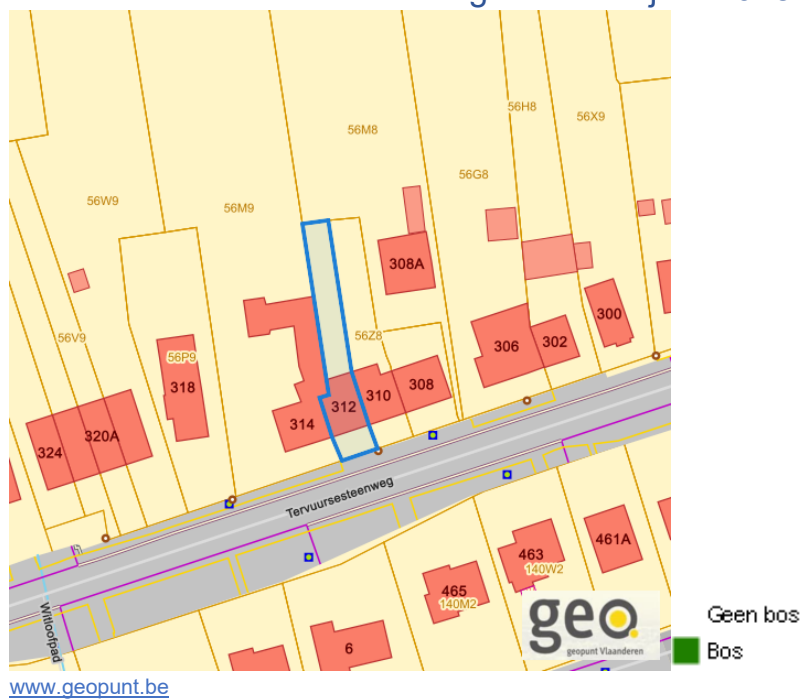 56H8
56X9
56M8
56G8
56W9
56M9
308A
300
56V9
56Z8
306
302
56P9
318
310
308
312
314
320A
324
Tervuursesteenweg
463
461A
140W2
465
140M2
Witloofpad
6
geo.
geopunt Vlaanderen
Geen bos
Bos
www.geopunt.be